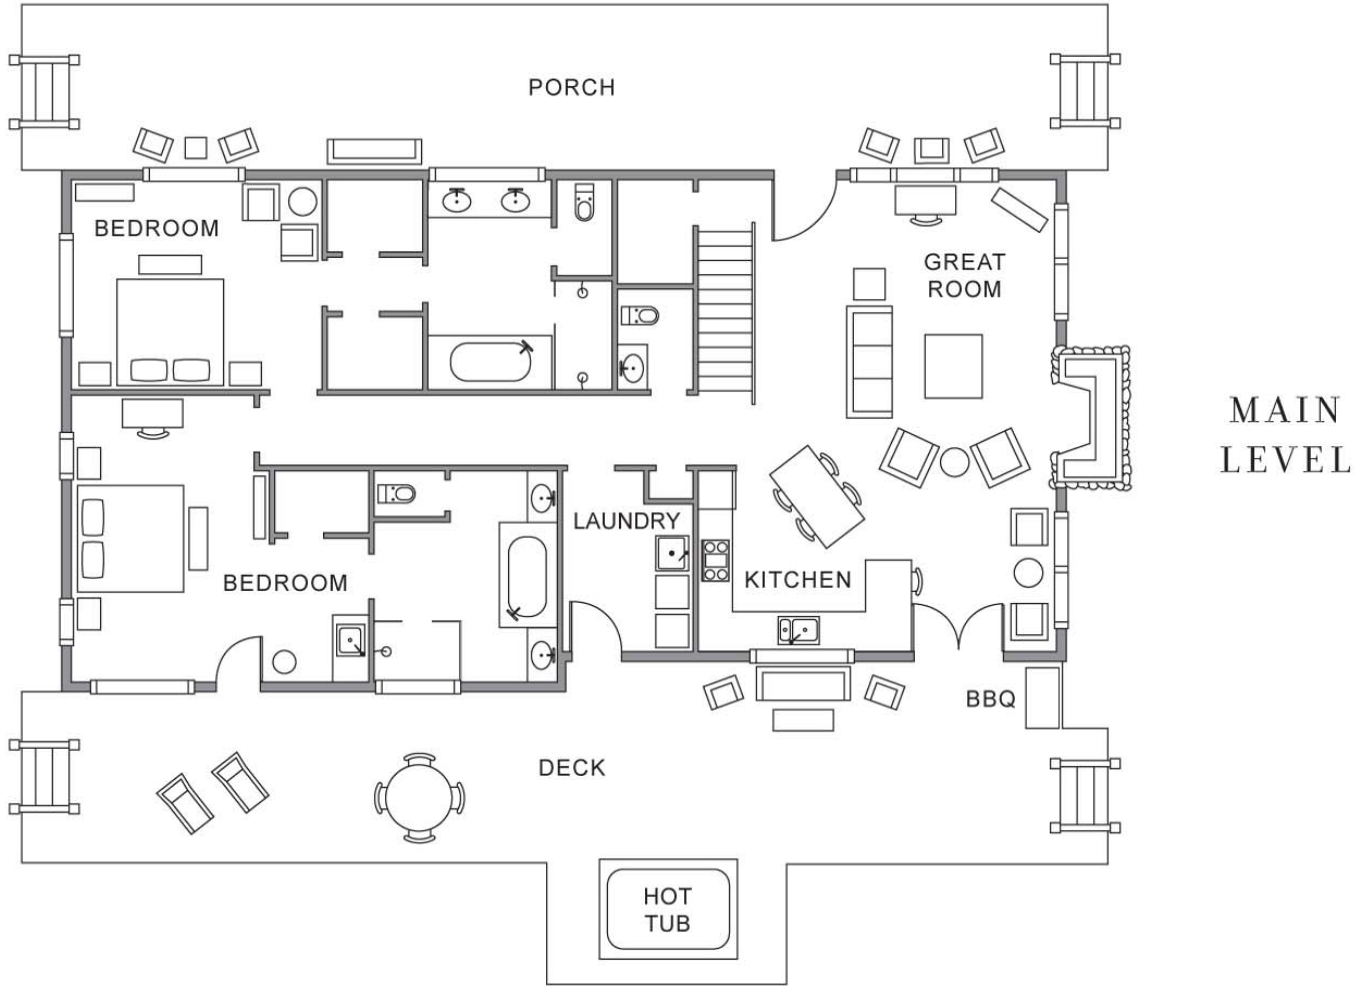 PORCH
BEDROOM
GREAT
ROOM
MAIN
LEVEL
LAUNDRY
KITCHEN
BEDROOM
BBQ
DECK
HOT
TUB